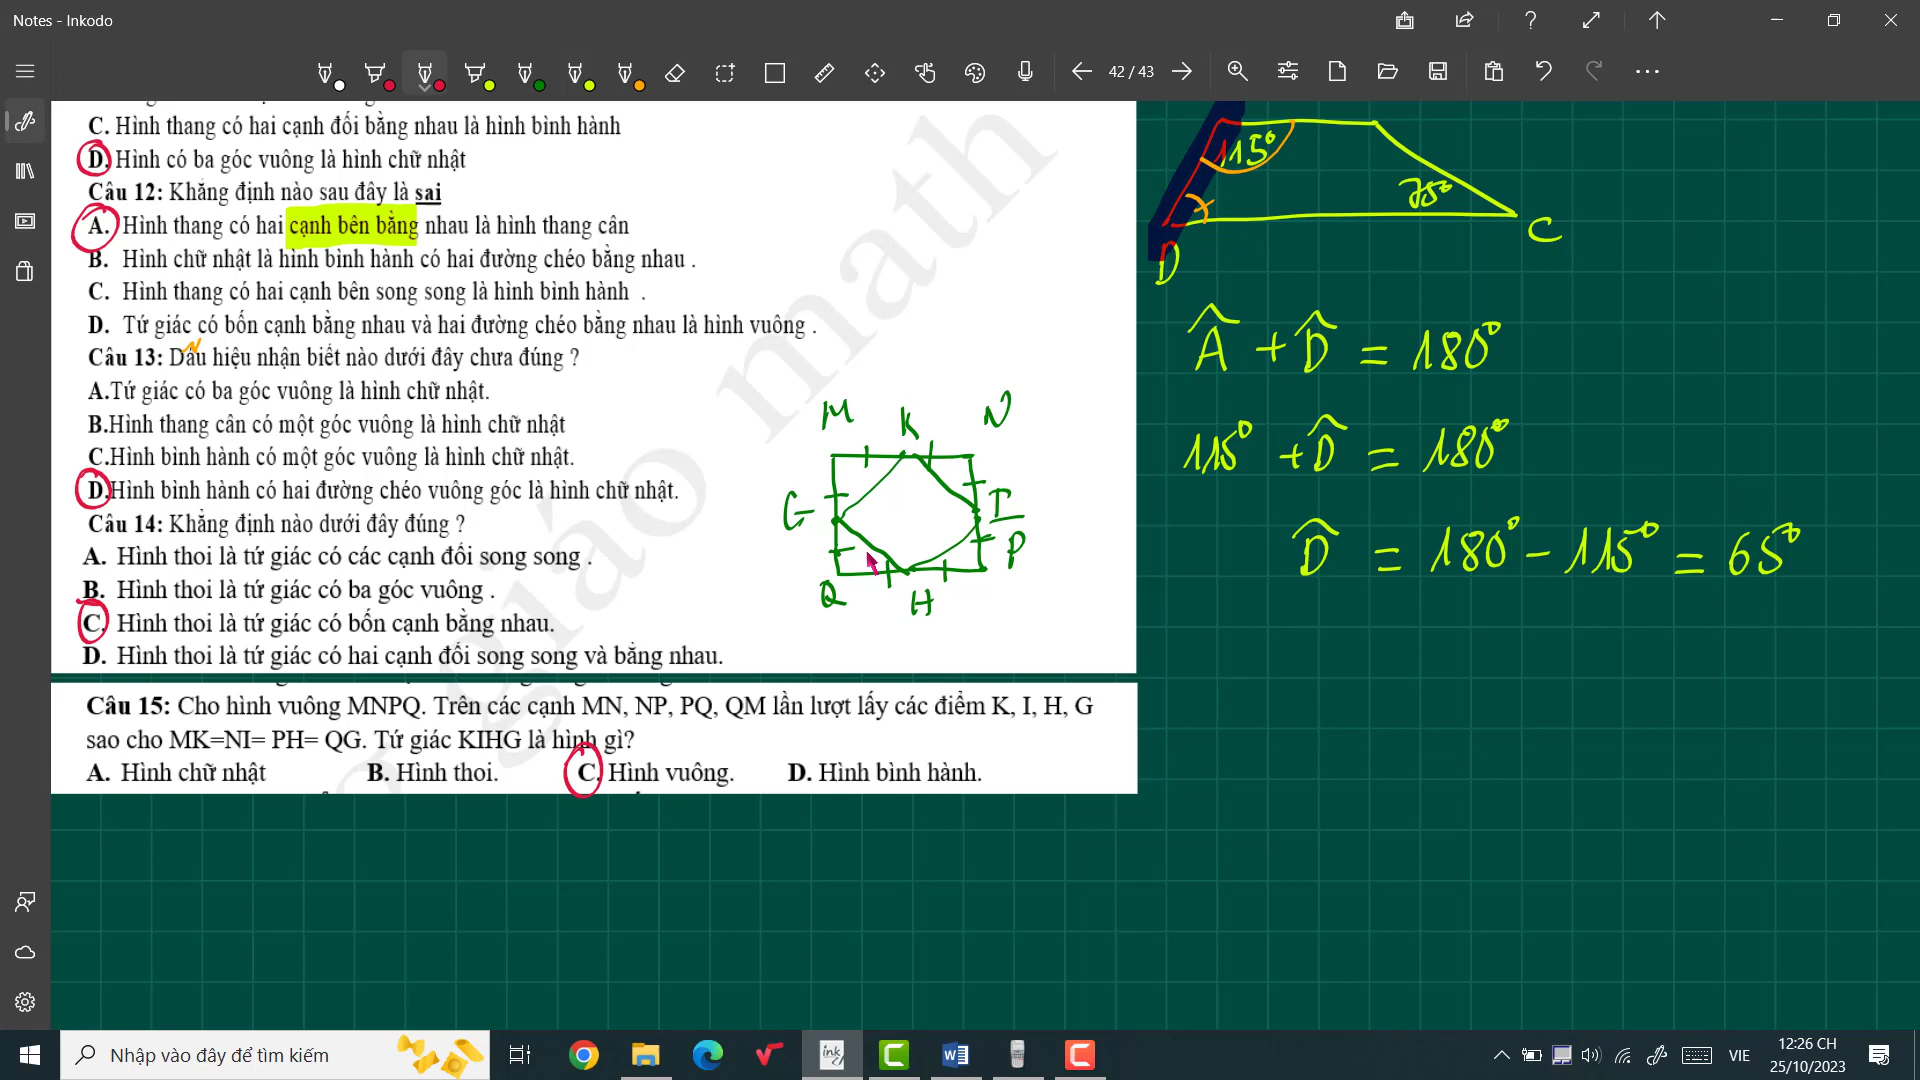 Notes - Inkodo
42 / 43
C. Hình thang có hai cạnh đối bằng nhau là hình bình hành
D. Hình có ba góc vuông là hình chữ nhật
Câu 12: Khẳng định nào sau đây là sai
A. Hình thang có hai cạnh bên bằng nhau là hình thang cân
B. Hình chữ nhật là hình bình hành có hai đường chéo bằng nhau .
C. Hình thang có hai cạnh bên song song là hình bình hành .
D. Tứ giác có bốn cạnh bằng nhau và hai đường chéo bằng nhau là hình vuông .
Câu 13: Dấu hiệu nhận biết nào dưới đây chưa đúng ?
A.Tứ giác có ba góc vuông là hình chữ nhật.
B.Hình thang cân có một góc vuông là hình chữ nhật
C.Hình bình hành có một góc vuông là hình chữ nhật.
D.Hình bình hành có hai đường chéo vuông góc là hình chữ nhật.
Câu 14: Khẳng định nào dưới đây đúng ?
A. Hình thoi là tứ giác có các cạnh đối song song .
B. Hình thoi là tứ giác có ba góc vuông .
C. Hình thoi là tứ giác có bốn cạnh bằng nhau.
D. Hình thoi là tứ giác có hai cạnh đối song song và bằng nhau.
M K N
G I
P
Q H
giáo math
Câu 15: Cho hình vuông MNPQ. Trên các cạnh MN, NP, PQ, QM lần lượt lấy các điểm K, I, H, G
sao cho MK=NI= PH= QG. Tứ giác KIHG là hình gì?
A. Hình chữ nhật B. Hình thoi. C. Hình vuông. D. Hình bình hành.
115°
75°
D C
Â + D̂ = 180°
115° + D̂ = 180°
D̂ = 180° - 115° = 65°
Nhập vào đây để tìm kiếm
VIE
12:26 CH
25/10/2023